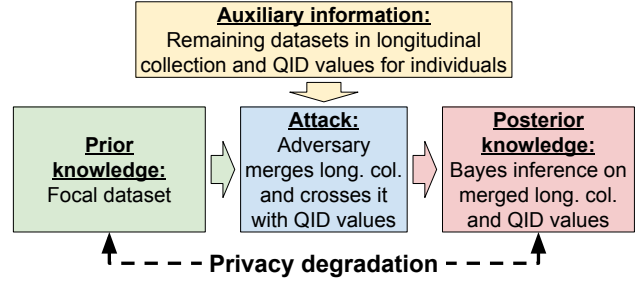 Auxiliary information:
Remaining datasets in longitudinal
collection and QID values for individuals
Prior
knowledge:
Focal dataset
Attack:
Adversary
merges long. col.
and crosses it
with QID values
Posterior
knowledge:
Bayes inference on
merged long. col.
and QID values
Privacy degradation